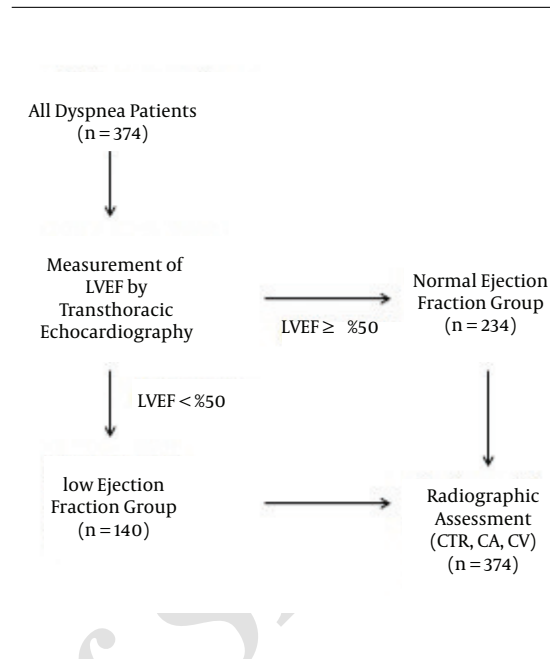 All Dyspnea Patients
(n = 374)
Measurement of
LVEF by
Transthoracic
Echocardiography
LVEF ≥ %50
Normal Ejection
Fraction Group
(n = 234)
LVEF < %50
low Ejection
Fraction Group
(n = 140)
Radiographic
Assessment
(CTR, CA, CV)
(n = 374)